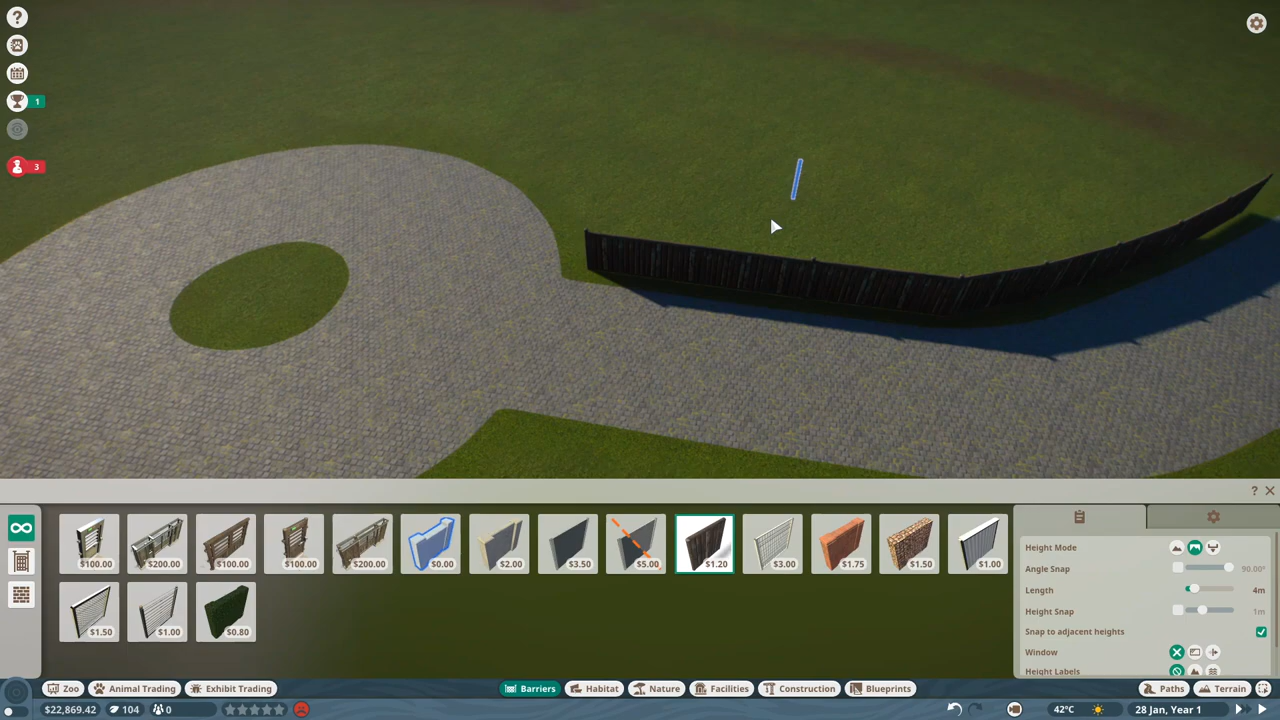 ?
1
3
? ×
$100.00 $200.00 $100.00 $100.00 $200.00 $0.00 $2.00 $3.50 $5.00 $1.20 $3.00 $1.75 $1.50 $1.00
$1.50 $1.00 $0.80
Height Mode
Angle Snap 90.00°
Length 4m
Height Snap 1m
Snap to adjacent heights
Window
Height Labels
Zoo Animal Trading Exhibit Trading Barriers Habitat Nature Facilities Construction Blueprints Paths Terrain
$22,869.42 104 0 42°C 28 Jan, Year 1